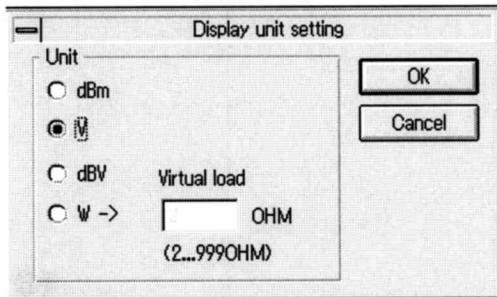 Display unit setting
Unit
dBm
V
dBV
W ->
Virtual load
OHM
(2...999OHM)
OK
Cancel